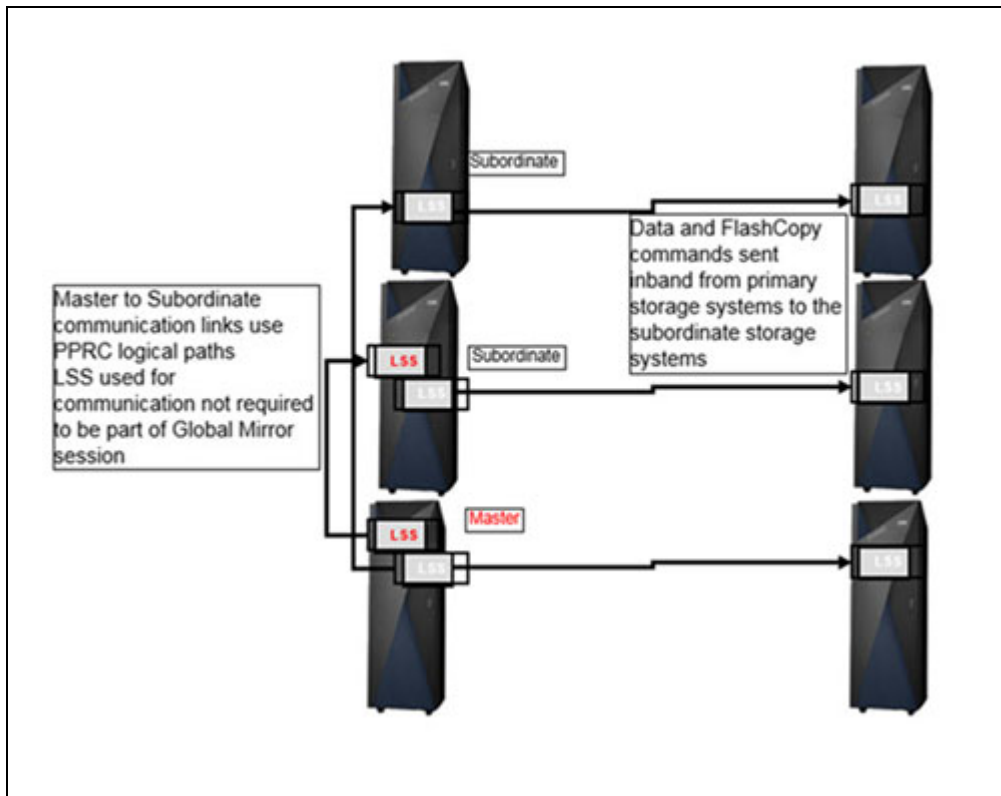 Subordinate
LSS
LSS
Data and FlashCopy
commands sent
inband from primary
storage systems to the
subordinate storage
systems
Master to Subordinate
communication links use
PPRC logical paths
LSS used for
communication not required
to be part of Global Mirror
session
Subordinate
LSS
LSS
LSS
Master
LSS
LSS
LSS